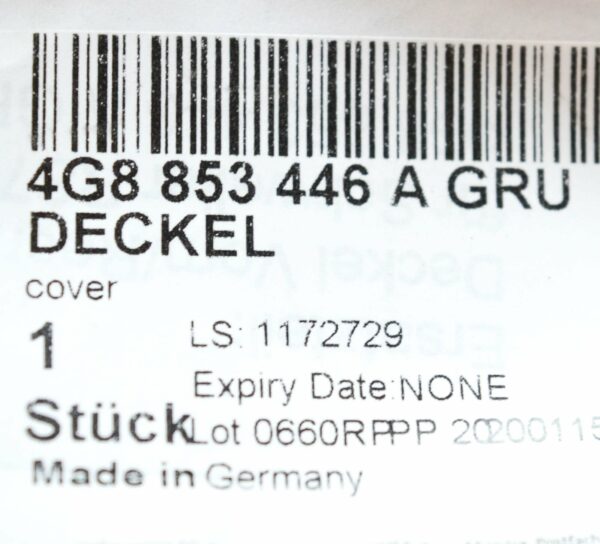 4G8 853 446 A GRU
DECKEL
cover
1
LS: 1172729
Expiry Date:NONE
Stück
Lot 0660RPPP 20200115
Made in Germany